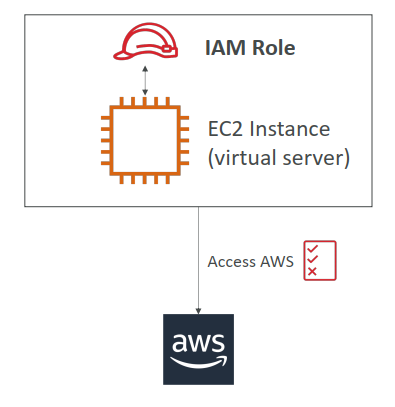 IAM Role
EC2 Instance
(virtual server)
Access AWS
aws